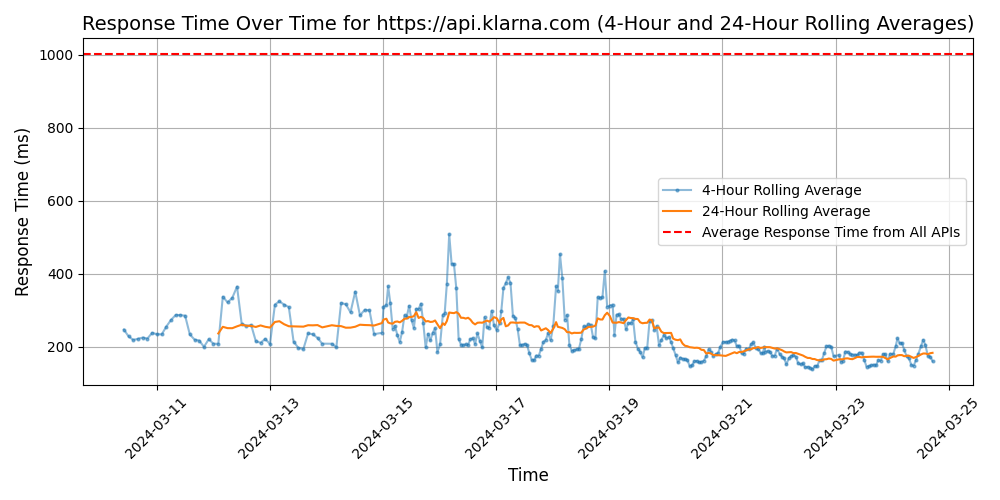 Response Time Over Time for https://api.klarna.com (4-Hour and 24-Hour Rolling Averages)
Response Time (ms)
1000
800
600
400
200
4-Hour Rolling Average
24-Hour Rolling Average
Average Response Time from All APIs
2024-03-11
2024-03-13
2024-03-15
2024-03-17
2024-03-19
2024-03-21
2024-03-23
2024-03-25
Time